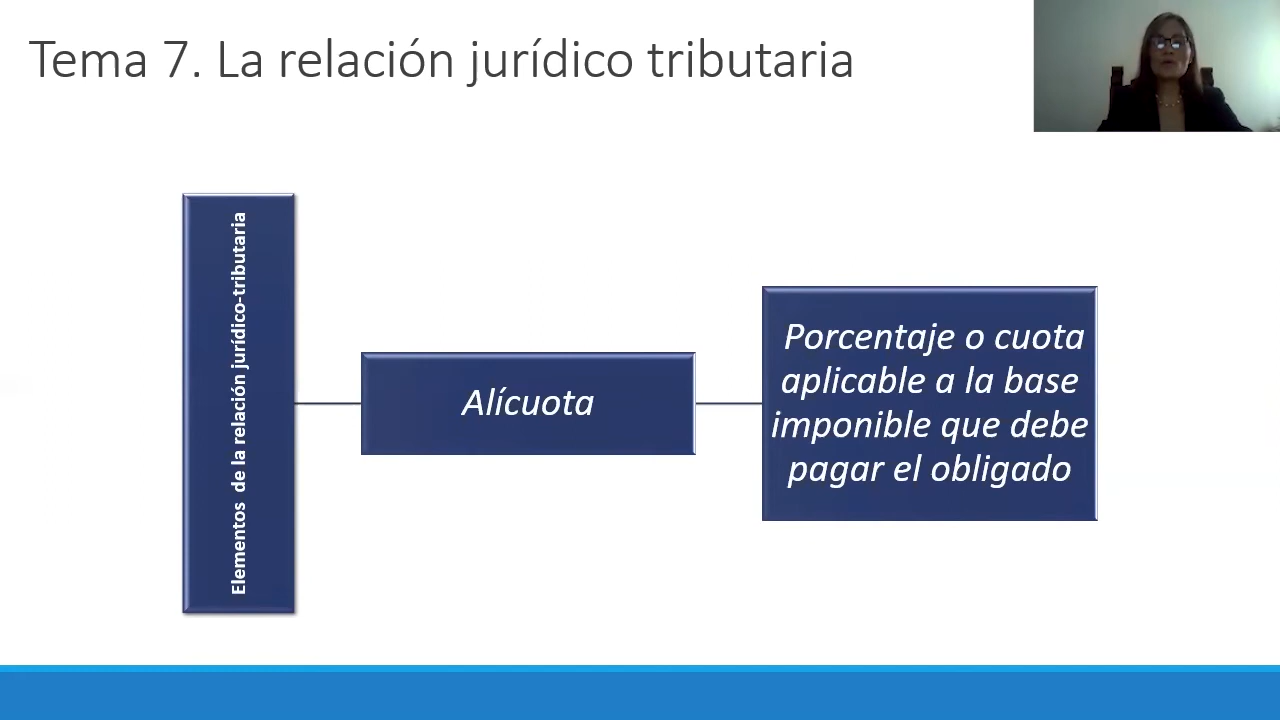 Tema 7. La relación jurídico tributaria
Elementos de la relación jurídico-tributaria
Alícuota
Porcentaje o cuota
aplicable a la base
imponible que debe
pagar el obligado